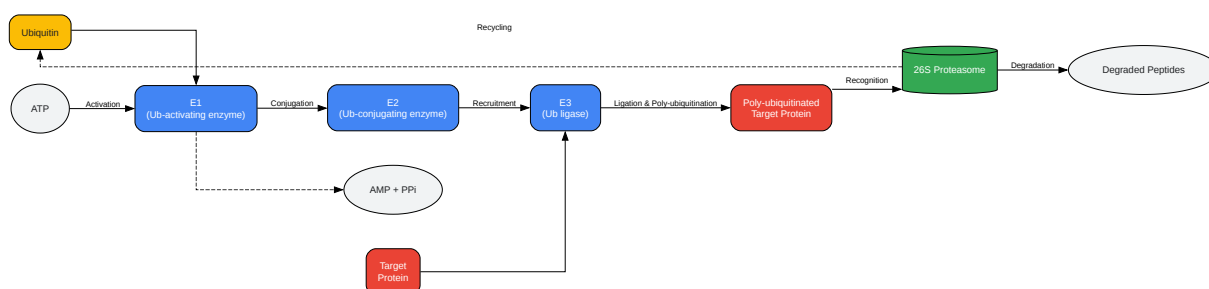 Recycling
Ubiquitin
26S Proteasome
Degradation
Degraded Peptides
Recognition
ATP
Activation
E1
(Ub-activating enzyme)
Conjugation
E2
(Ub-conjugating enzyme)
Recruitment
E3
(Ub ligase)
Ligation & Poly-ubiquitination
Poly-ubiquitinated
Target Protein
AMP + PPi
Target
Protein